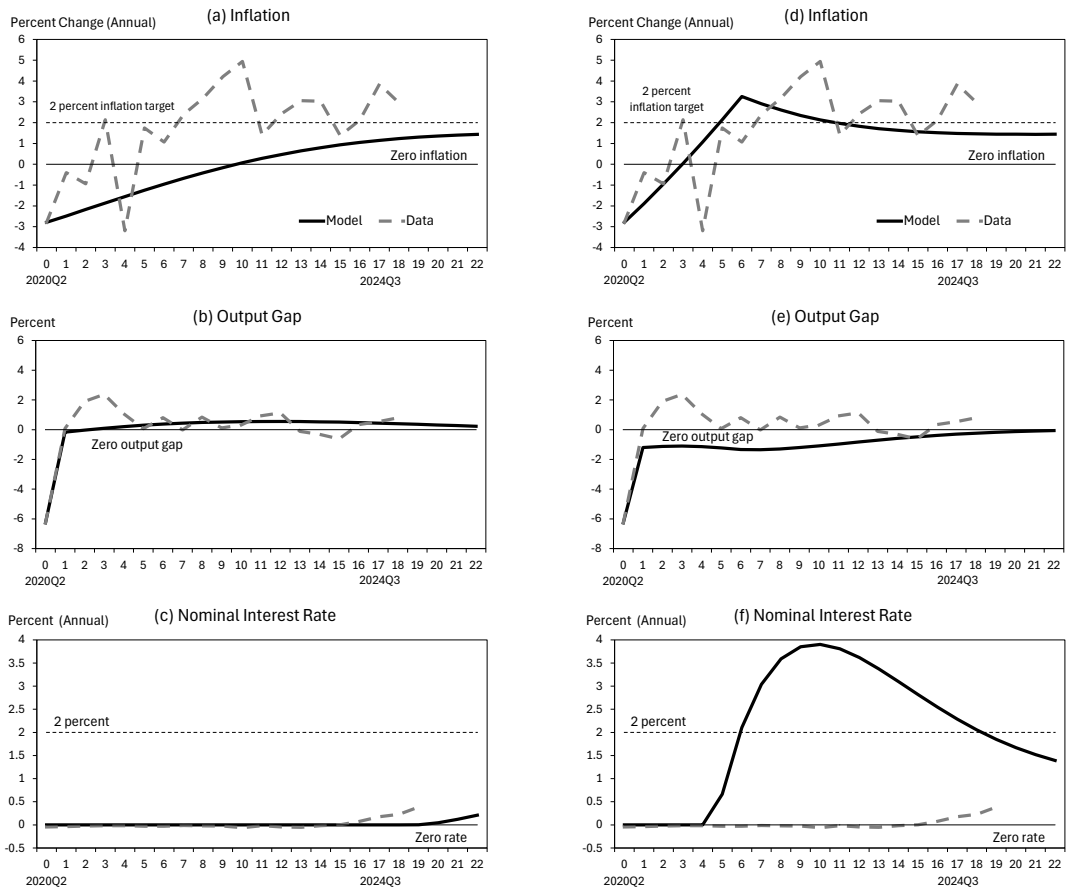 (a) Inflation
Percent Change (Annual)
6
5
4
3
2
1
0
-1
-2
-3
-4
2 percent inflation target
Zero inflation
Model
Data
0 1 2 3 4 5 6 7 8 9 10 11 12 13 14 15 16 17 18 19 20 21 22
2020Q2
2024Q3
(d) Inflation
Percent Change (Annual)
6
5
4
3
2
1
0
-1
-2
-3
-4
2 percent
inflation target
Zero inflation
Model
Data
0 1 2 3 4 5 6 7 8 9 10 11 12 13 14 15 16 17 18 19 20 21 22
2020Q2
2024Q3
(b) Output Gap
Percent
6
4
2
0
-2
-4
-6
-8
Zero output gap
0 1 2 3 4 5 6 7 8 9 10 11 12 13 14 15 16 17 18 19 20 21 22
2020Q2
2024Q3
(e) Output Gap
Percent
6
4
2
0
-2
-4
-6
-8
Zero output gap
0 1 2 3 4 5 6 7 8 9 10 11 12 13 14 15 16 17 18 19 20 21 22
2020Q2
2024Q3
(c) Nominal Interest Rate
Percent (Annual)
4
3.5
3
2.5
2
1.5
1
0.5
0
-0.5
2 percent
Zero rate
0 1 2 3 4 5 6 7 8 9 10 11 12 13 14 15 16 17 18 19 20 21 22
2020Q2
2024Q3
(f) Nominal Interest Rate
Percent (Annual)
4
3.5
3
2.5
2
1.5
1
0.5
0
-0.5
2 percent
Zero rate
0 1 2 3 4 5 6 7 8 9 10 11 12 13 14 15 16 17 18 19 20 21 22
2020Q2
2024Q3